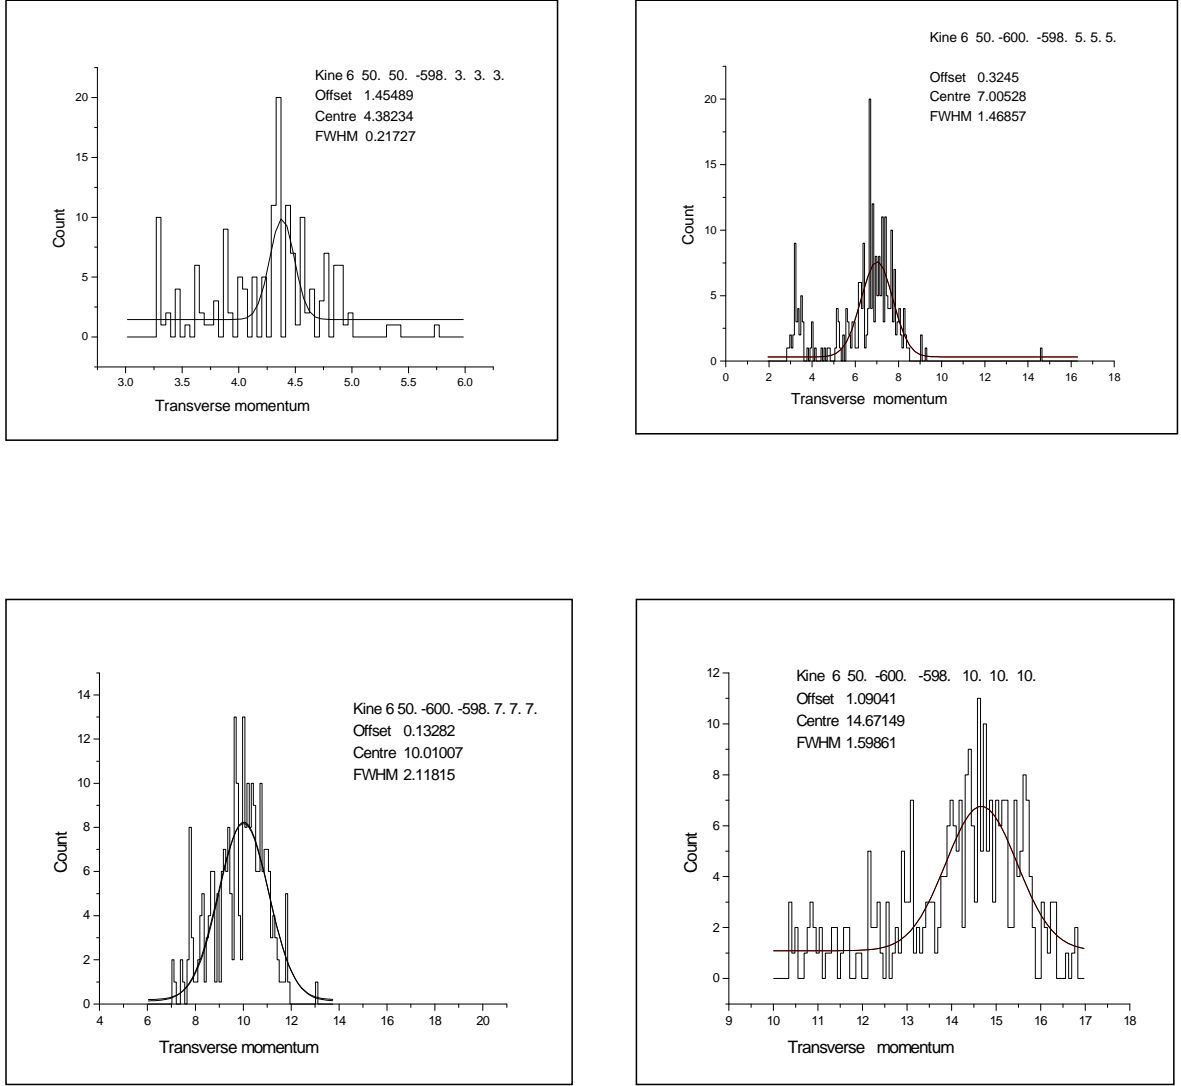 Kine 6 50. 50. -598. 3. 3. 3.
Offset 1.45489
Centre 4.38234
FWHM 0.21727
20
15
10
5
0
Count
3.0 3.5 4.0 4.5 5.0 5.5 6.0
Transverse momentum
Kine 6 50. -600. -598. 5. 5. 5.
Offset 0.3245
Centre 7.00528
FWHM 1.46857
20
15
10
5
0
Count
0 2 4 6 8 10 12 14 16 18
Transverse momentum
Kine 6 50. -600. -598. 7. 7. 7.
Offset 0.13282
Centre 10.01007
FWHM 2.11815
14
12
10
8
6
4
2
0
Count
4 6 8 10 12 14 16 18 20
Transverse momentum
Kine 6 50. -600. -598. 10. 10. 10.
Offset 1.09041
Centre 14.67149
FWHM 1.59861
12
10
8
6
4
2
0
Count
9 10 11 12 13 14 15 16 17 18
Transverse momentum